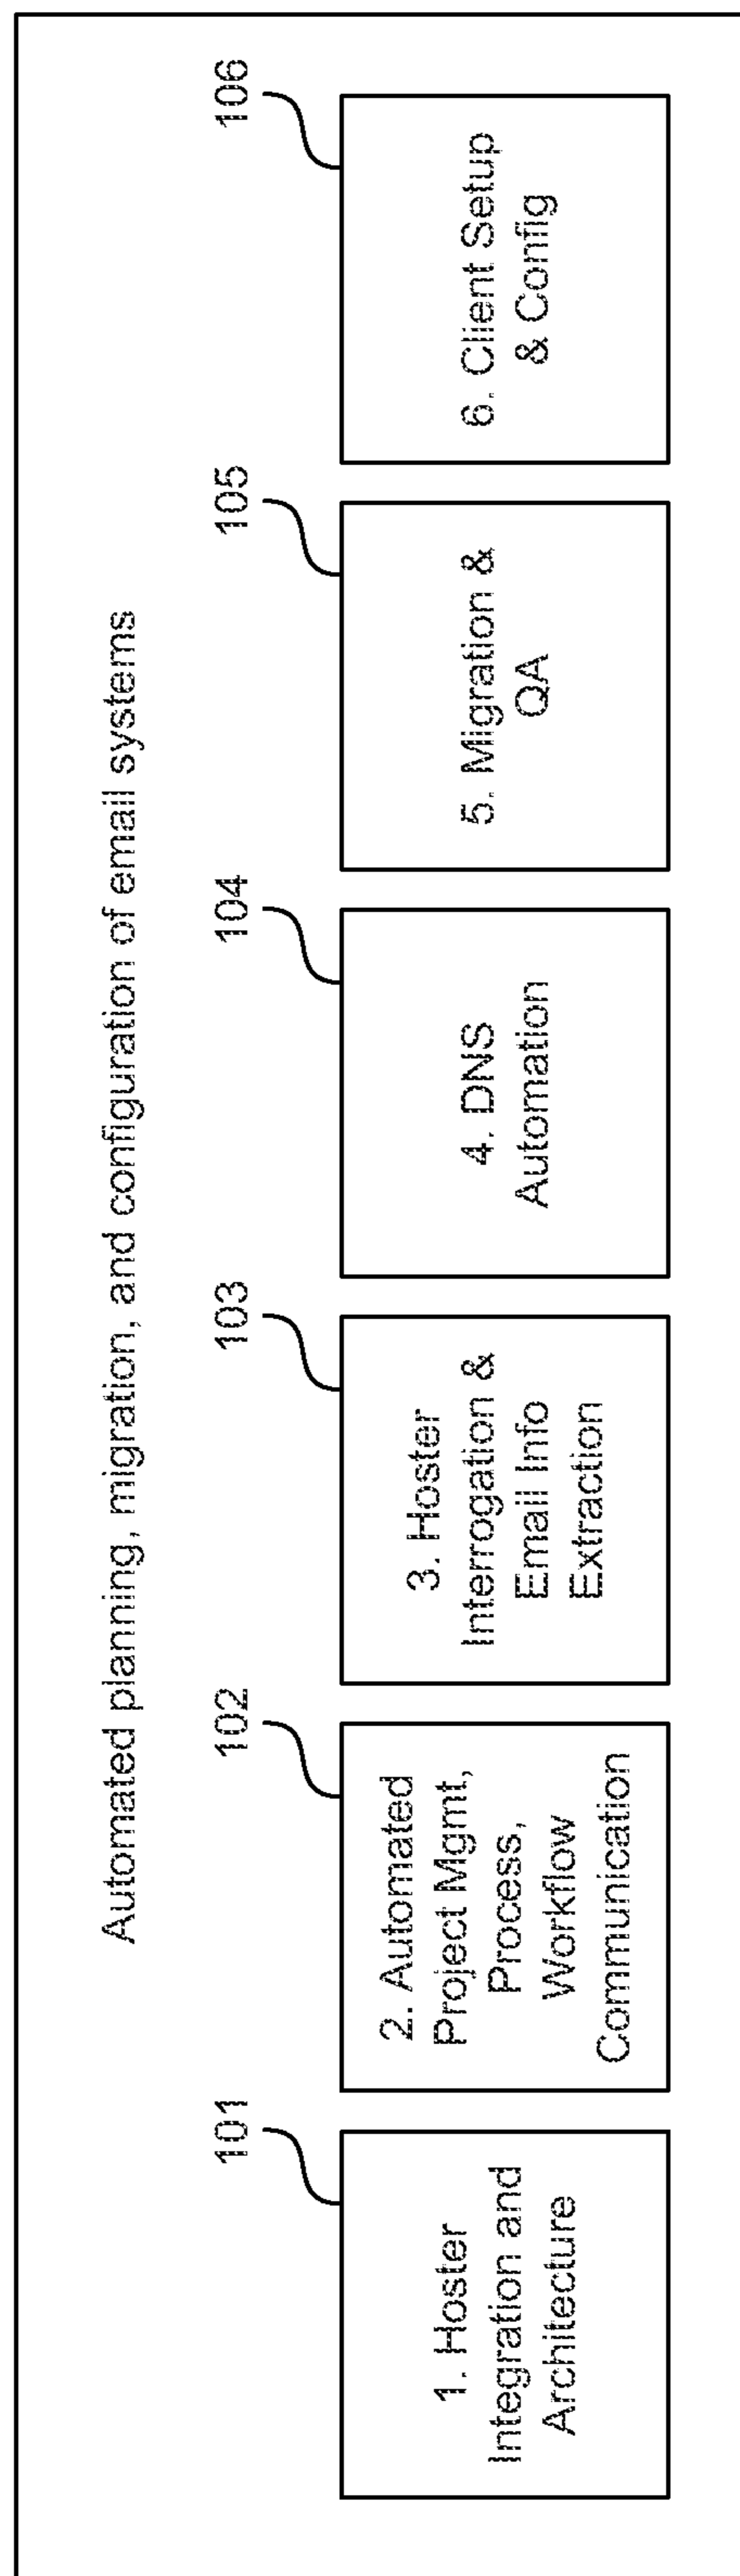 Automated planning, migration, and configuration of email systems
101
1. Hoster
Integration and
Architecture
102
2. Automated
Project Mgmt,
Process,
Workflow
Communication
103
3. Hoster
Interrogation &
Email Info
Extraction
104
4. DNS
Automation
105
5. Migration &
QA
106
6. Client Setup
& Config